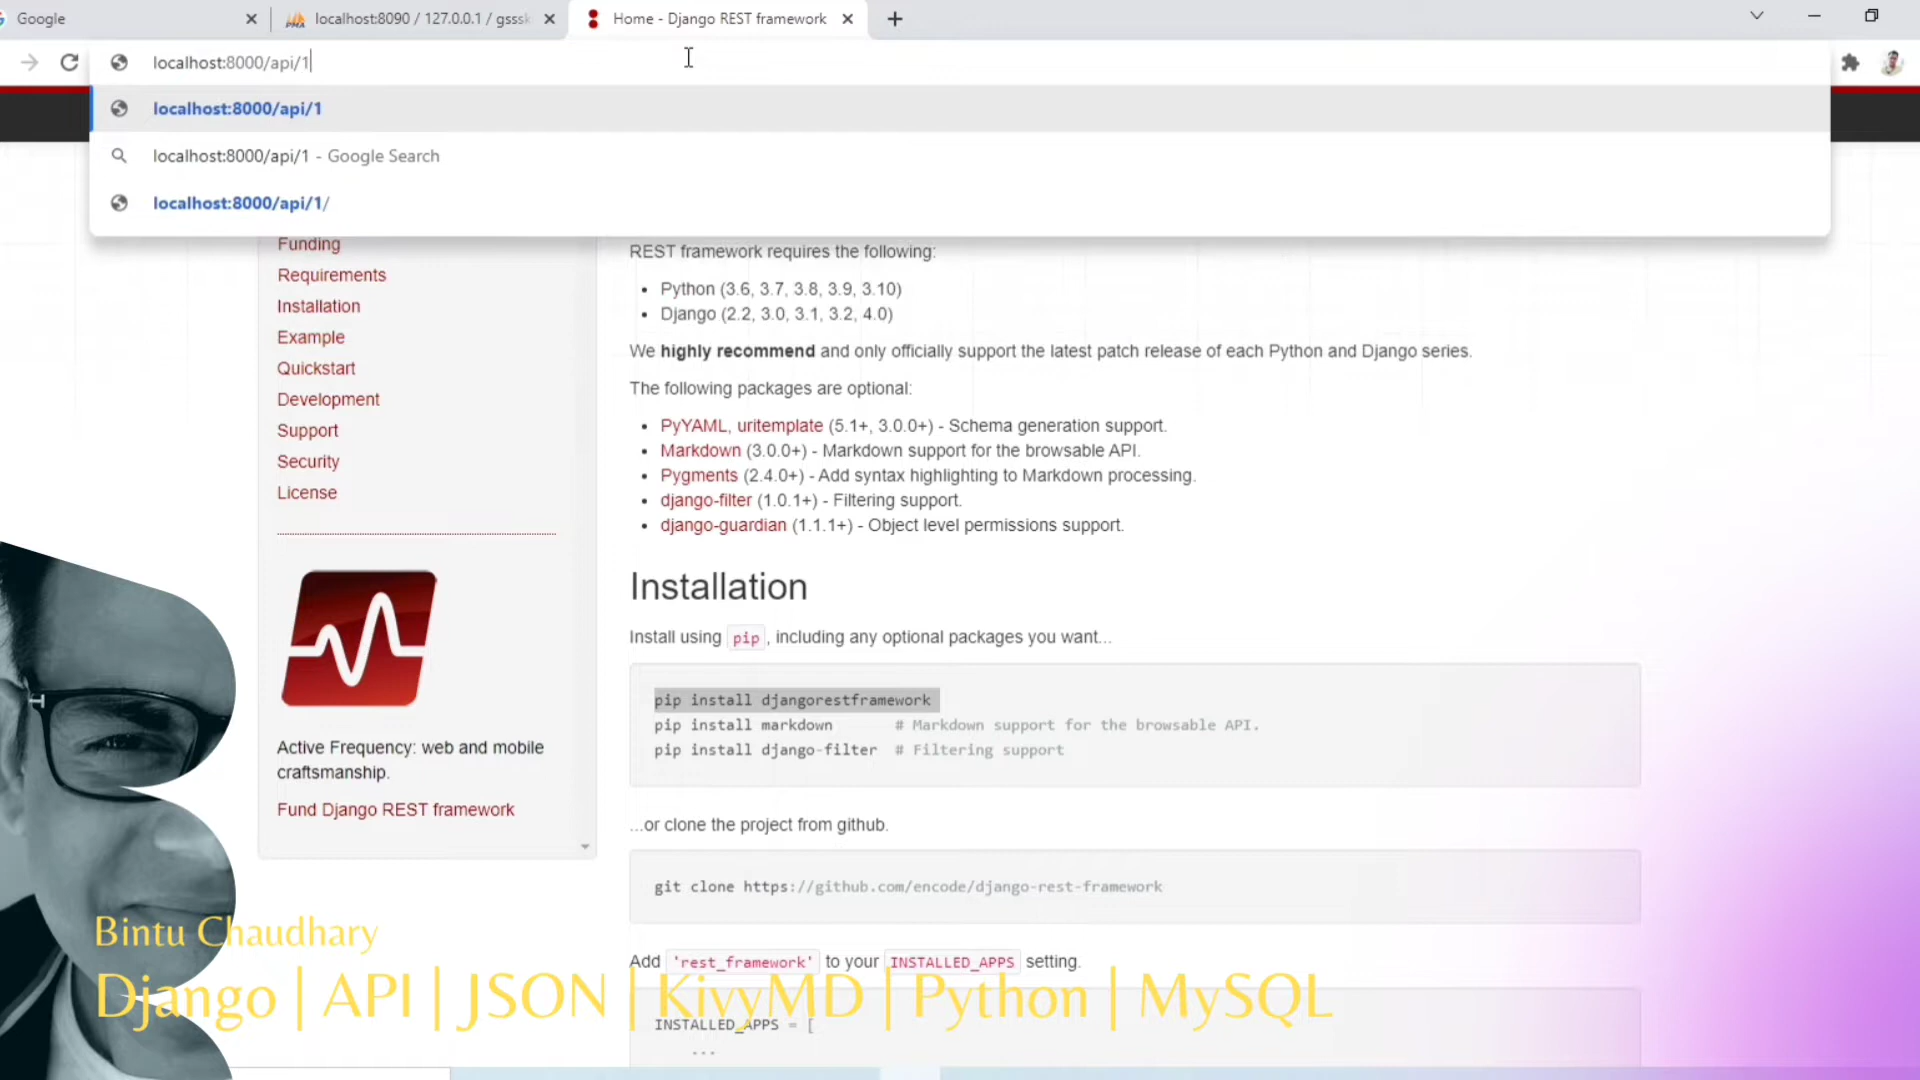 Google
localhost:8090 / 127.0.0.1 / gsssk
Home - Django REST framework
localhost:8000/api/1
localhost:8000/api/1
localhost:8000/api/1 - Google Search
localhost:8000/api/1/
Funding
Requirements
Installation
Example
Quickstart
Development
Support
Security
License
Active Frequency: web and mobile
craftsmanship.
Fund Django REST framework
REST framework requires the following:
• Python (3.6, 3.7, 3.8, 3.9, 3.10)
• Django (2.2, 3.0, 3.1, 3.2, 4.0)
We highly recommend and only officially support the latest patch release of each Python and Django series.
The following packages are optional:
• PyYAML, uritemplate (5.1+, 3.0.0+) - Schema generation support.
• Markdown (3.0.0+) - Markdown support for the browsable API.
• Pygments (2.4.0+) - Add syntax highlighting to Markdown processing.
• django-filter (1.0.1+) - Filtering support.
• django-guardian (1.1.1+) - Object level permissions support.
Installation
Install using pip, including any optional packages you want...
pip install djangorestframework
pip install markdown # Markdown support for the browsable API.
pip install django-filter # Filtering support
...or clone the project from github.
git clone https://github.com/encode/django-rest-framework
Add 'rest_framework' to your INSTALLED_APPS setting.
INSTALLED_APPS = [
...
Bintu Chaudhary
Django | API | JSON | KivyMD | Python | MySQL